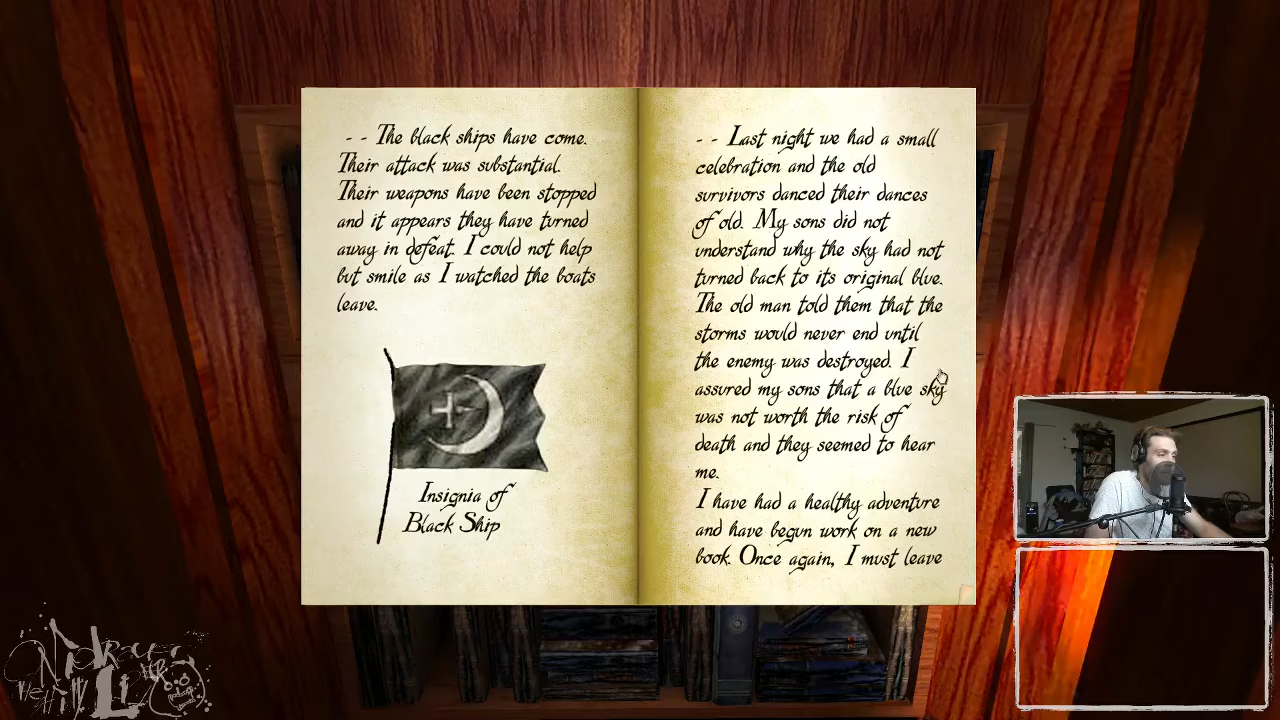 - - The black ships have come.
Their attack was substantial.
Their weapons have been stopped
and it appears they have turned
away in defeat. I could not help
but smile as I watched the boats
leave.
Insignia of
Black Ship
- - Last night we had a small
celebration and the old
survivors danced their dances
of old. My sons did not
understand why the sky had not
turned back to its original blue.
The old man told them that the
storms would never end until
the enemy was destroyed. I
assured my sons that a blue sky
was not worth the risk of
death and they seemed to hear
me.
I have had a healthy adventure
and have begun work on a new
book. Once again, I must leave